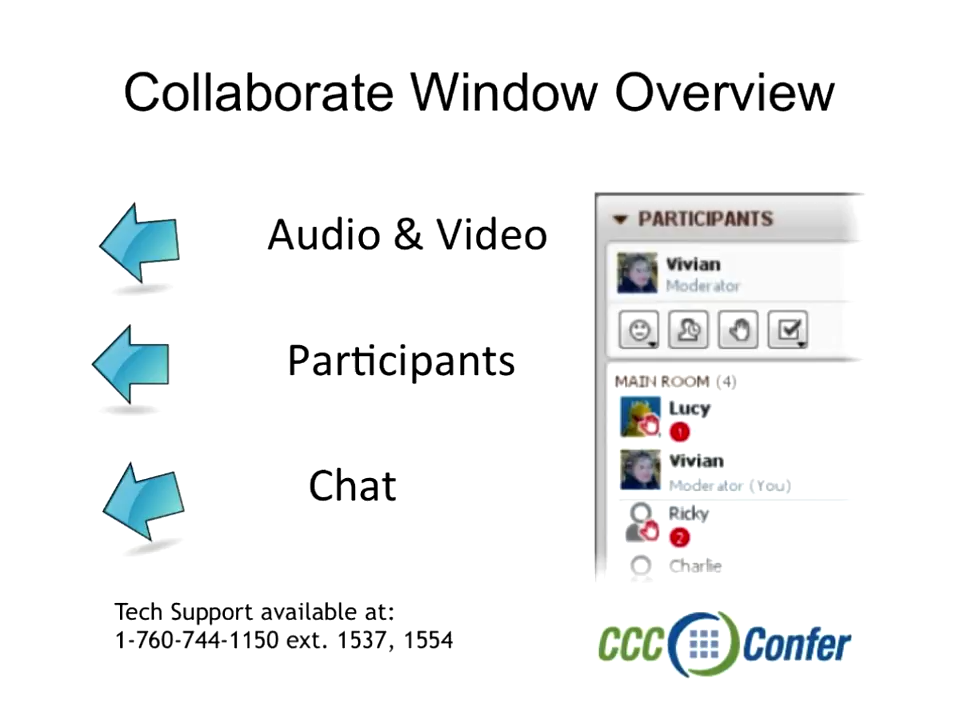 Collaborate Window Overview
Audio & Video
Participants
Chat
PARTICIPANTS
Vivian
Moderator
MAIN ROOM (4)
Lucy
1
Vivian
Moderator (You)
Ricky
2
Charlie
Tech Support available at:
1-760-744-1150 ext. 1537, 1554
CCC Confer